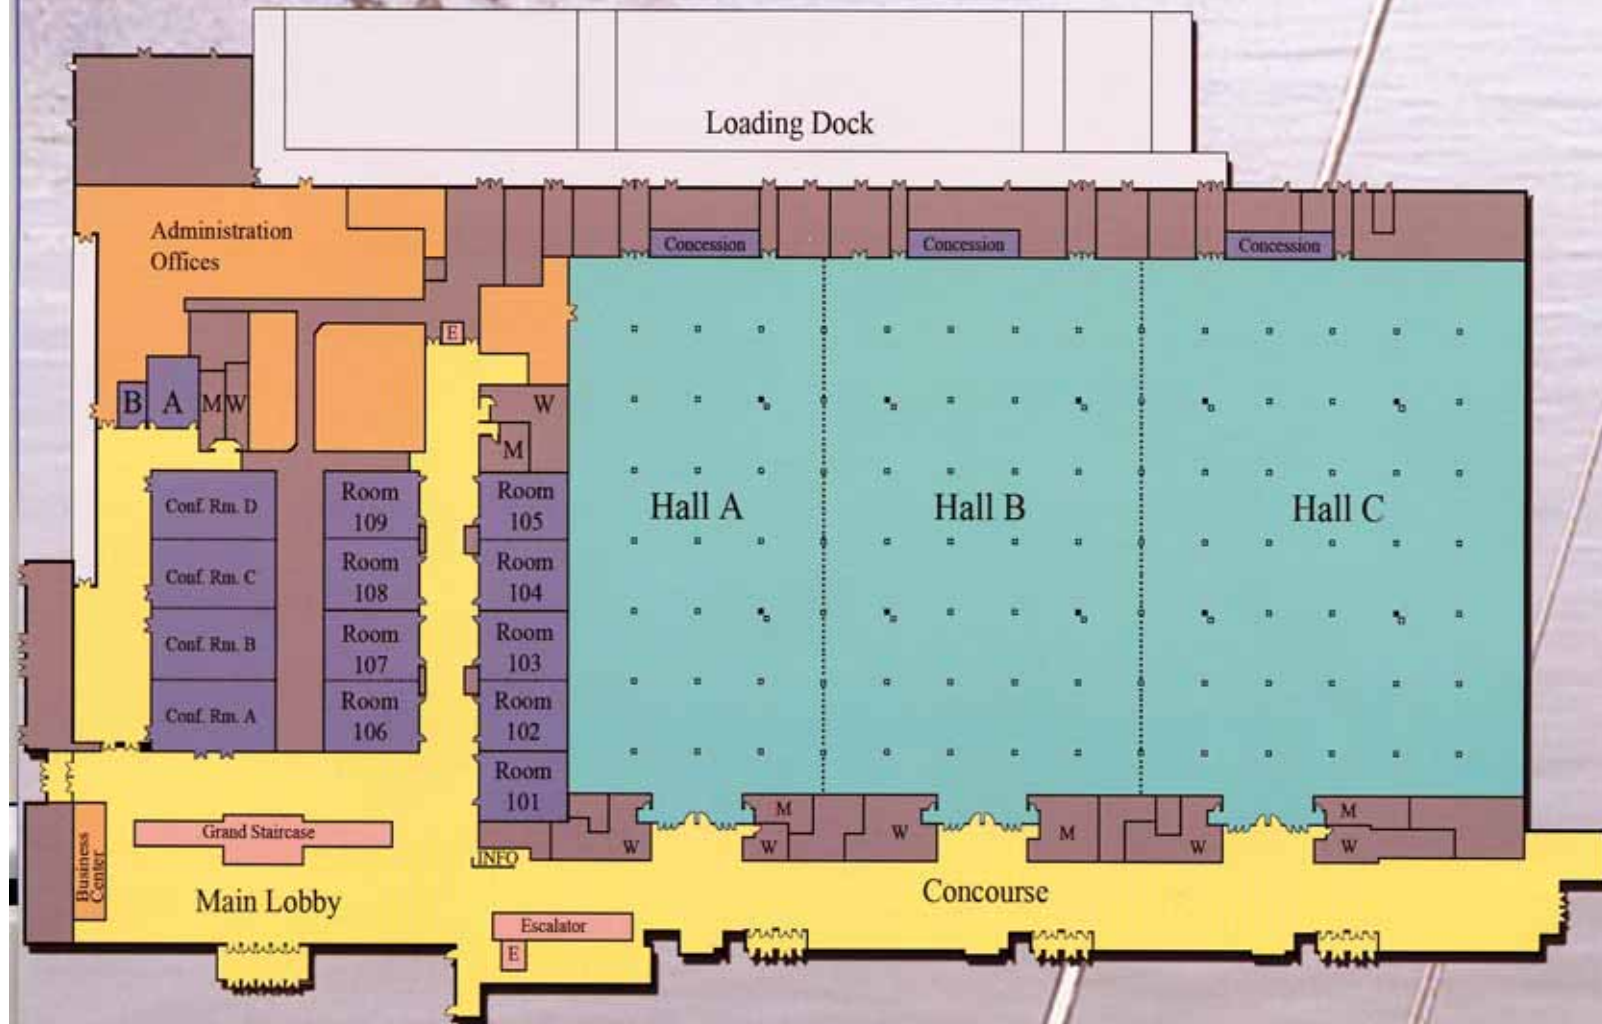 Loading Dock
Administration
Offices
Concession
Concession
Concession
E
B
A
M
W
W
M
Conf. Rm. D
Room
109
Room
105
Hall A
Hall B
Hall C
Conf. Rm. C
Room
108
Room
104
Conf. Rm. B
Room
107
Room
103
Conf. Rm. A
Room
106
Room
102
Room
101
Grand Stairicase
M
W
W
W
M
W
M
W
INFO
Business
Center
Main Lobby
Concourse
Escalator
E